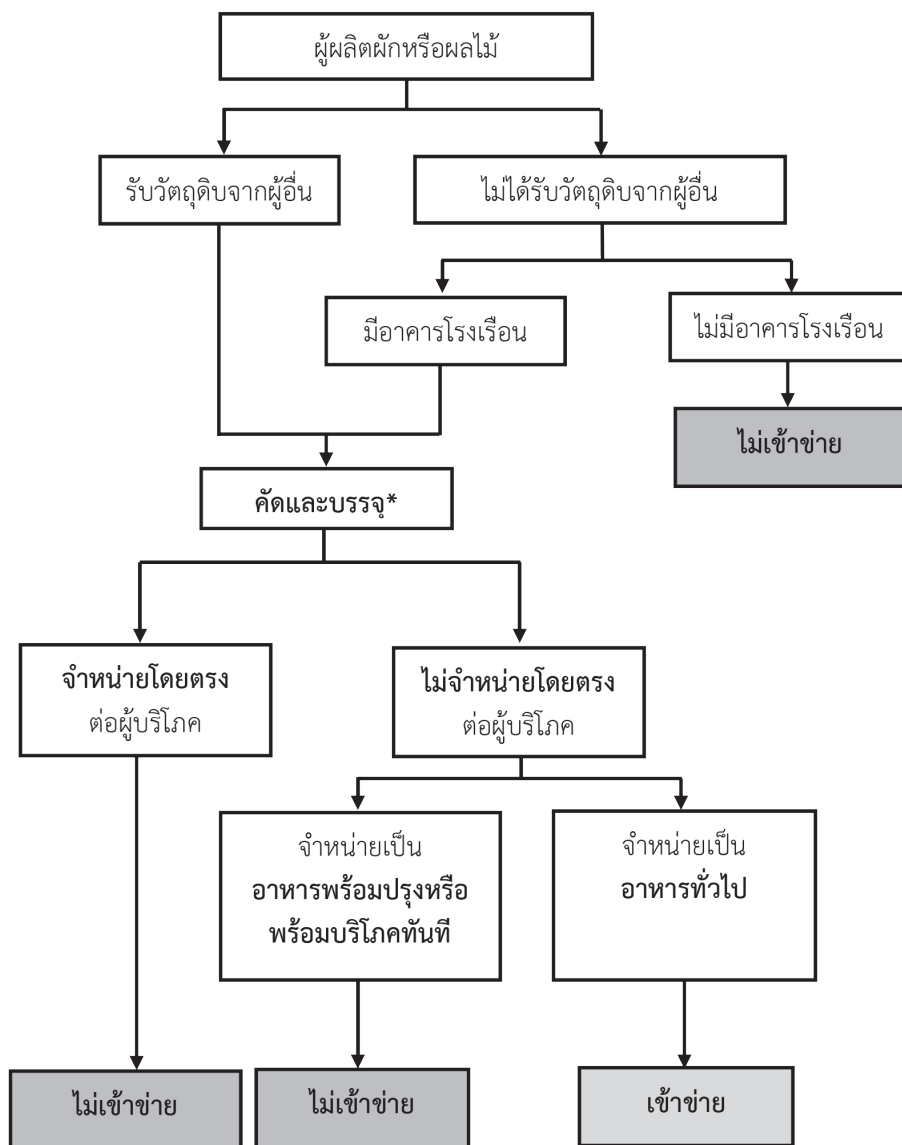 ผู้ผลิตผักหรือผลไม้
รับวัตถุดิบจากผู้อื่น
ไม่ได้รับวัตถุดิบจากผู้อื่น
มีอาคารโรงเรือน
ไม่มีอาคารโรงเรือน
ไม่เข้าข่าย
คัดและบรรจุ*
จำหน่ายโดยตรง
ต่อผู้บริโภค
ไม่จำหน่ายโดยตรง
ต่อผู้บริโภค
จำหน่ายเป็น
อาหารพร้อมปรุงหรือ
พร้อมบริโภคทันที
จำหน่ายเป็น
อาหารทั่วไป
ไม่เข้าข่าย
ไม่เข้าข่าย
เข้าข่าย